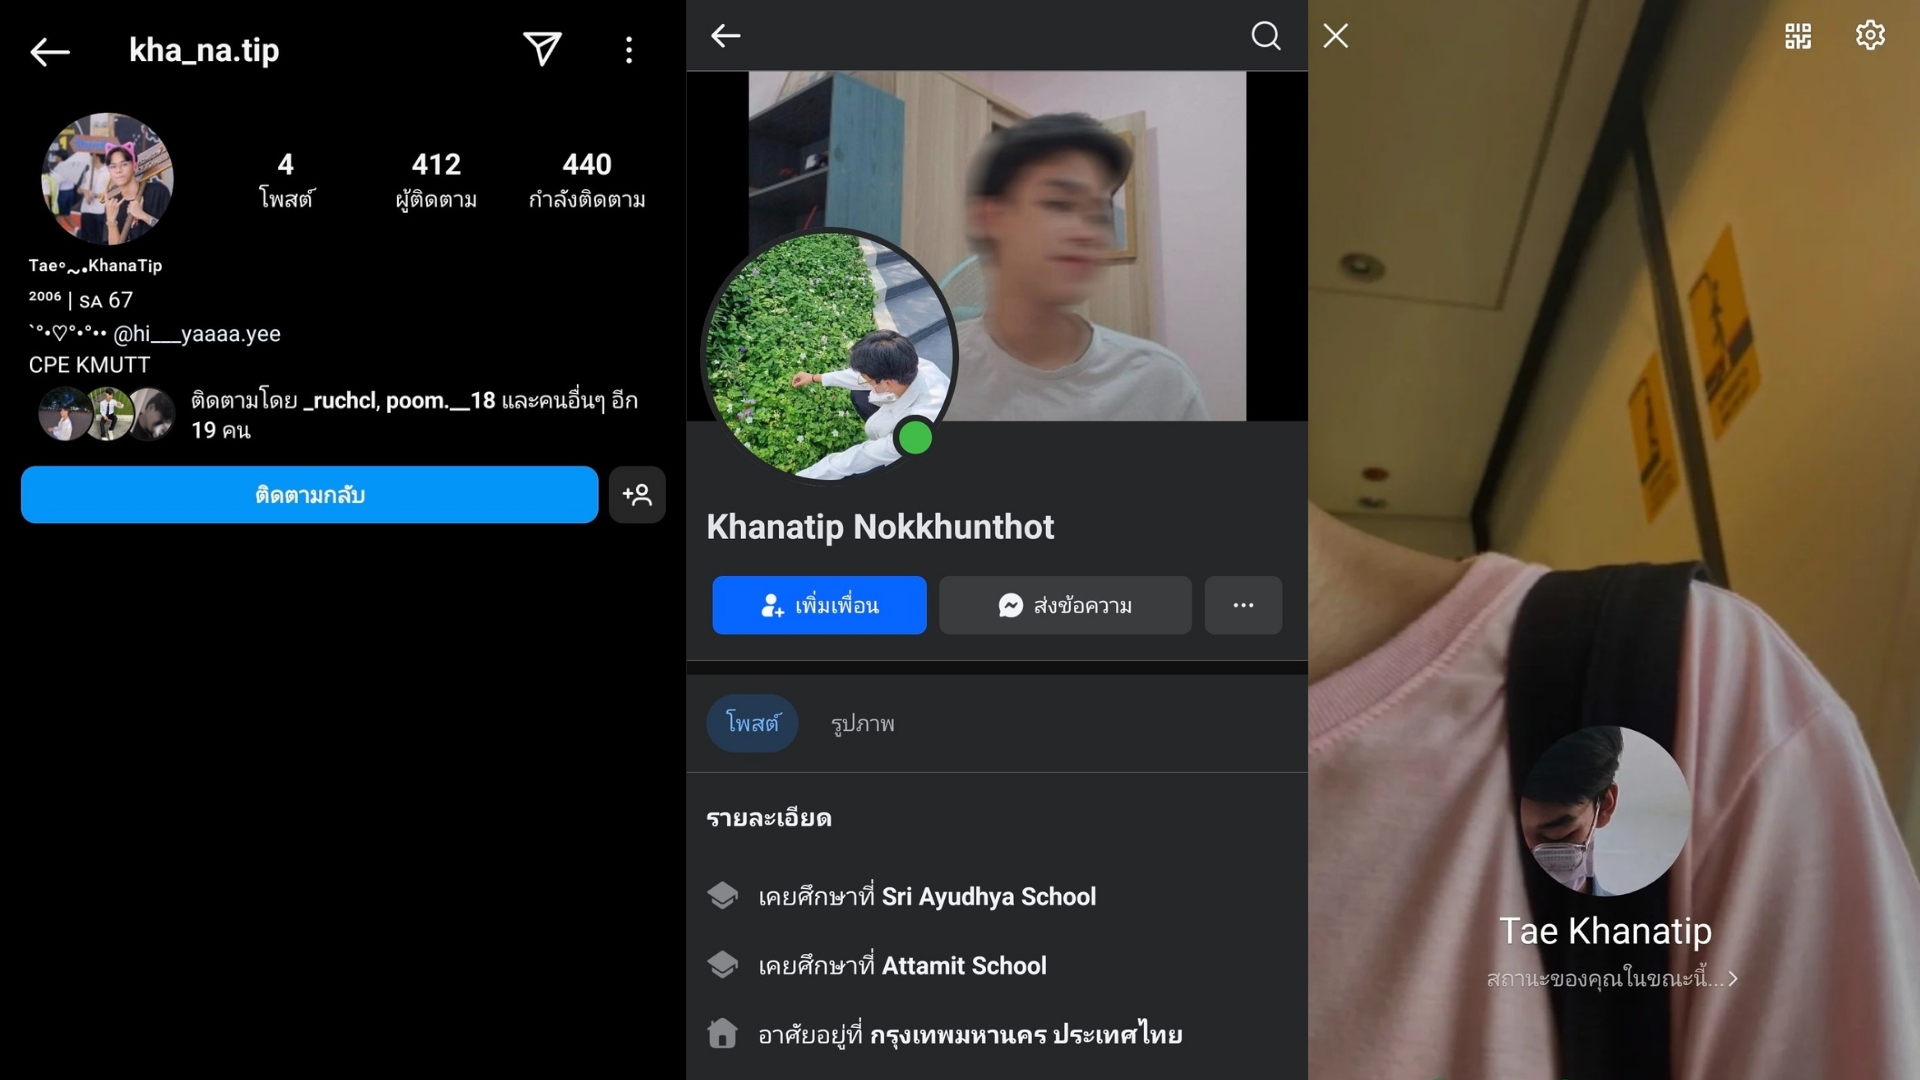 kha_na.tip
4
โพสต์
412
ผู้ติดตาม
440
กำลังติดตาม
Tae∘~•KhanaTip
²⁰⁰⁶ | SA 67
`°•♡°•°•• @hi___yaaaa.yee
CPE KMUTT
ติดตามโดย _ruchcl, poom.__18 และคนอื่นๆ อีก
19 คน
ติดตามกลับ
Khanatip Nokkhunthot
เพิ่มเพื่อน
ส่งข้อความ
โพสต์
รูปภาพ
รายละเอียด
เคยศึกษาที่ Sri Ayudhya School
เคยศึกษาที่ Attamit School
อาศัยอยู่ที่ กรุงเทพมหานคร ประเทศไทย
Tae Khanatip
สถานะของคุณในขณะนี้...